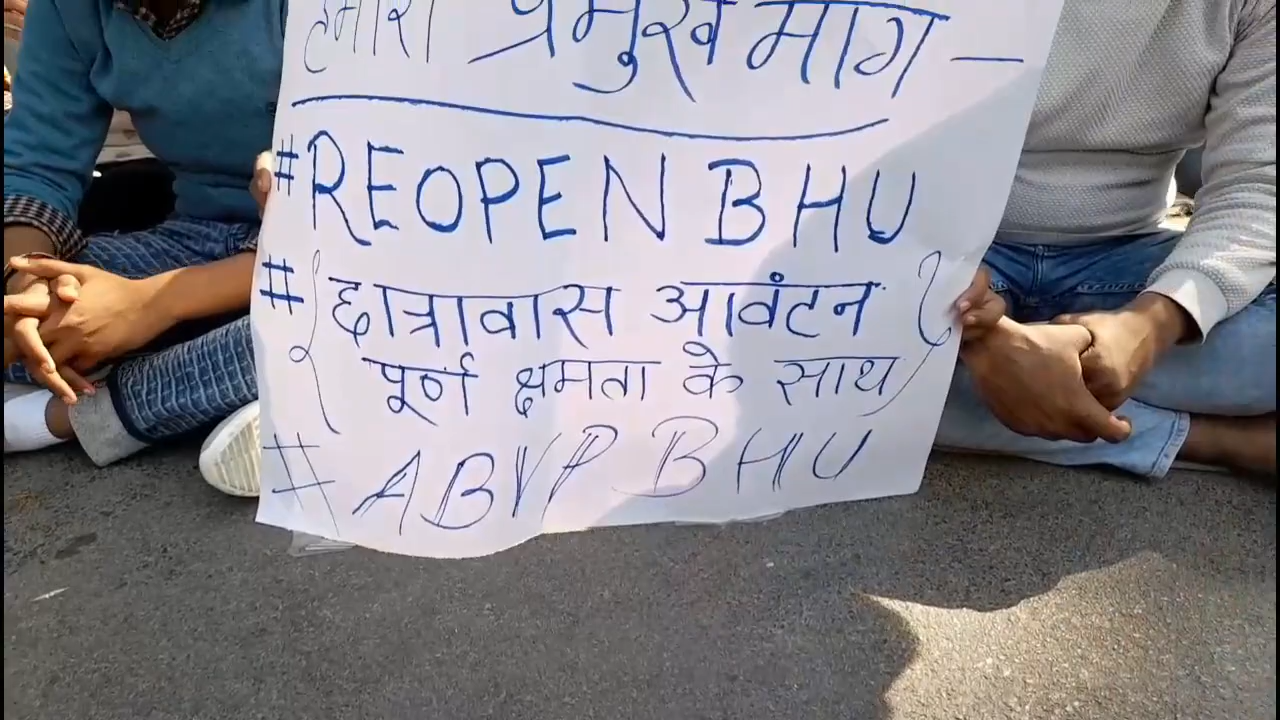 हमारी प्रमुख मांग —
#REOPEN BHU
# {छात्रावास आवंटन}
{पूर्ण क्षमता के साथ}
# ABVP BHU